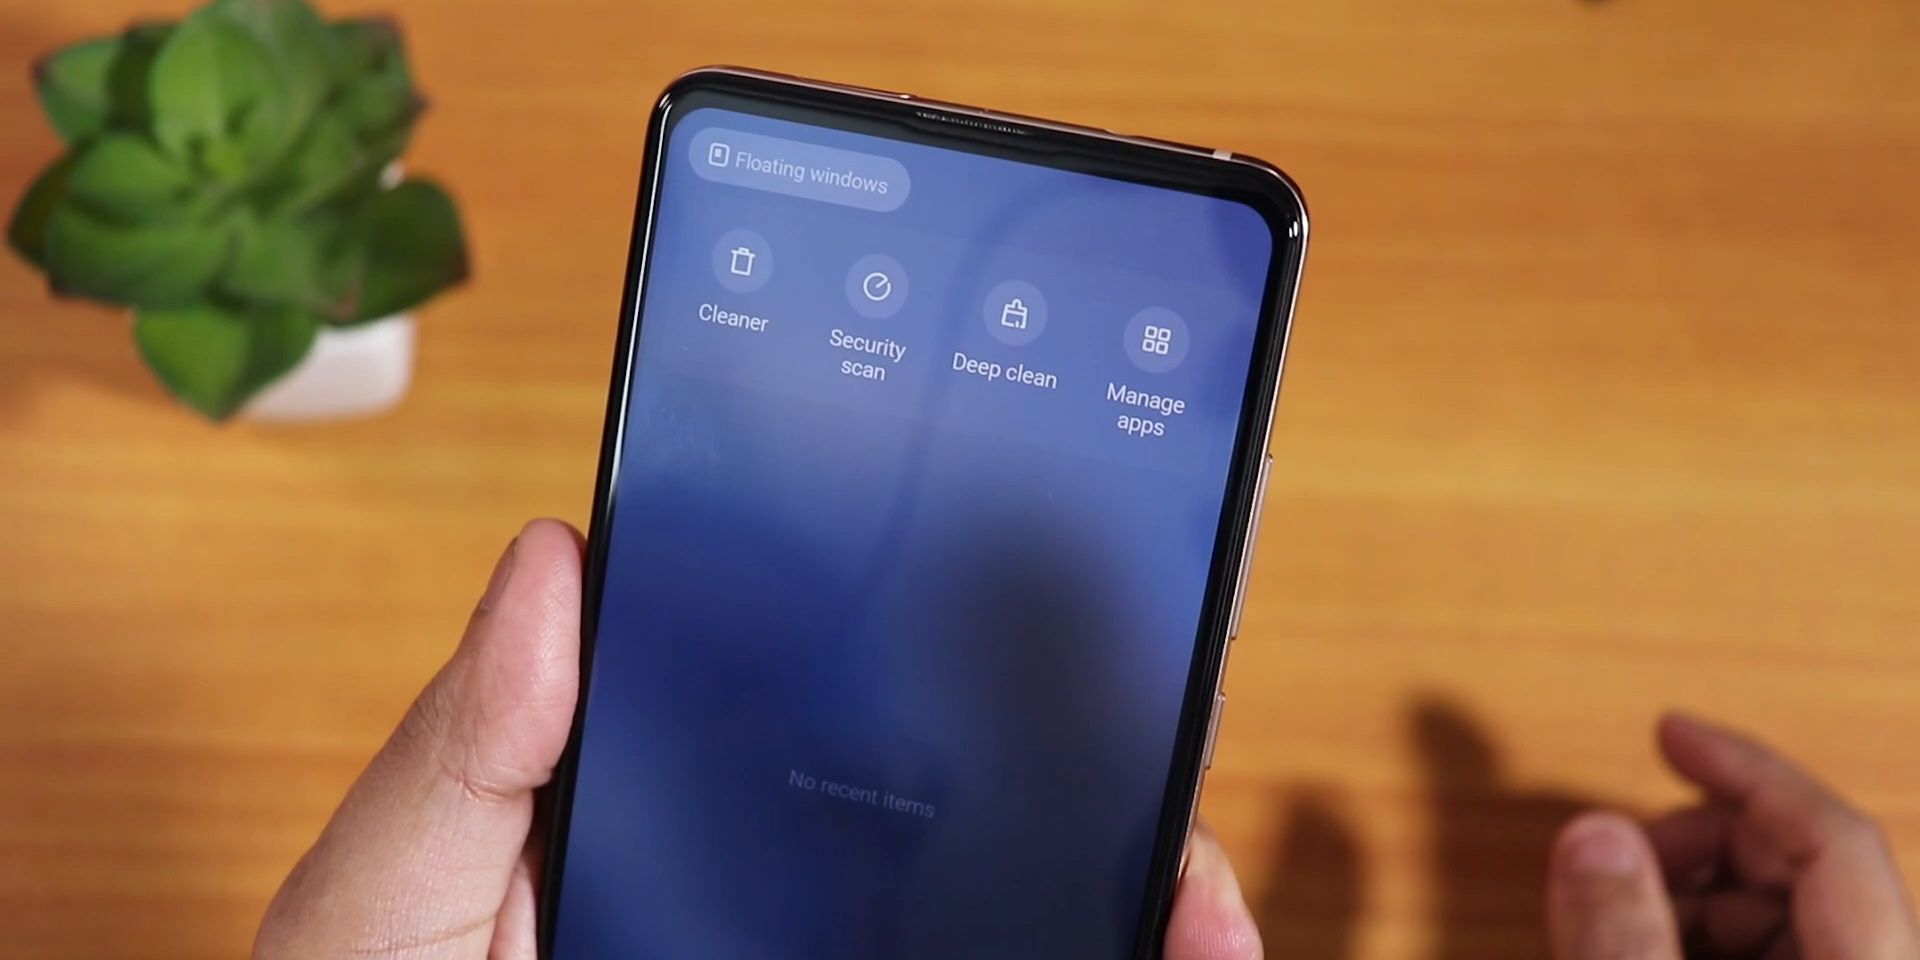 Floating windows
Cleaner
Security
scan
Deep clean
Manage
apps
No recent items